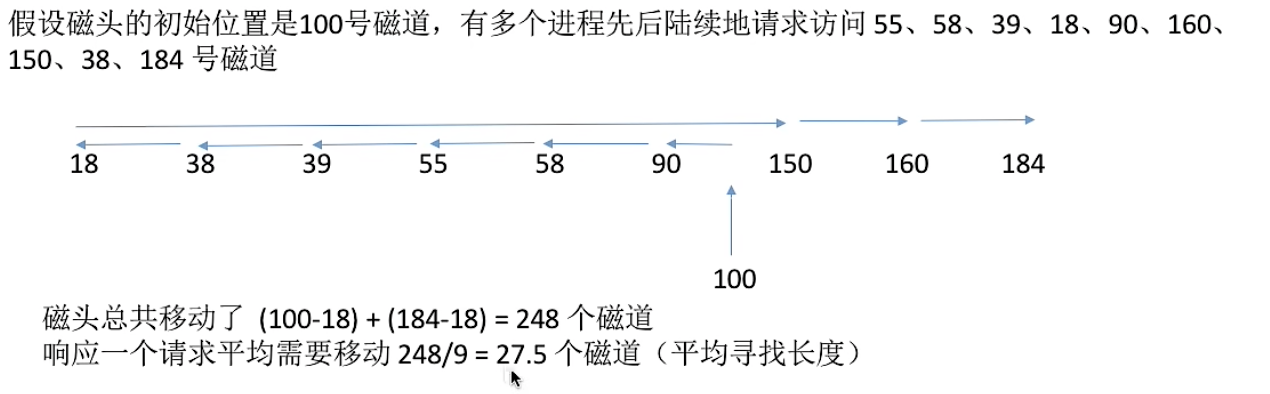 假设磁头的初始位置是100号磁道，有多个进程先后陆续地请求访问 55、58、39、18、90、160、
150、38、184 号磁道
18 38 39 55 58 90 150 160 184
100
磁头总共移动了 (100-18) + (184-18) = 248 个磁道
响应一个请求平均需要移动 248/9 = 27.5 个磁道（平均寻找长度）